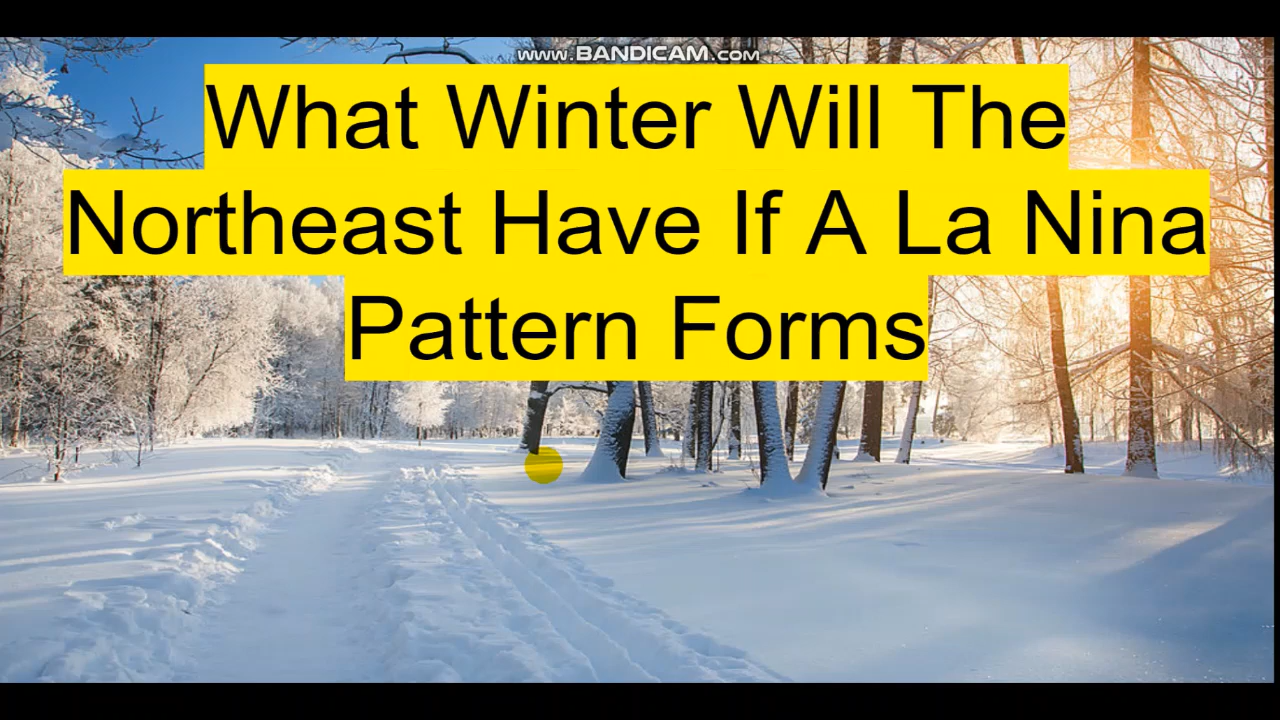 www.BANDICAM.com
What Winter Will The
Northeast Have If A La Nina
Pattern Forms